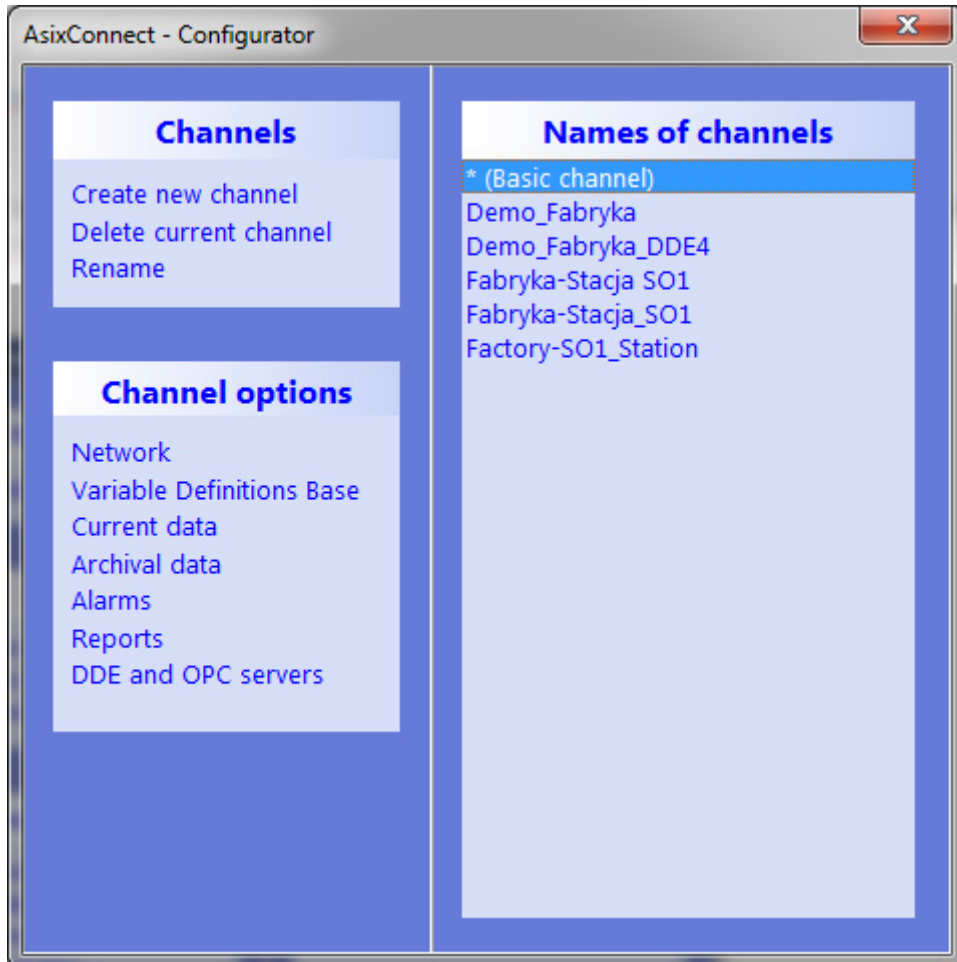 AsixConnect - Configurator
Channels
Create new channel
Delete current channel
Rename
Channel options
Network
Variable Definitions Base
Current data
Archival data
Alarms
Reports
DDE and OPC servers
Names of channels
* (Basic channel)
Demo_Fabryka
Demo_Fabryka_DDE4
Fabryka-Stacja SO1
Fabryka-Stacja_SO1
Factory-SO1_Station